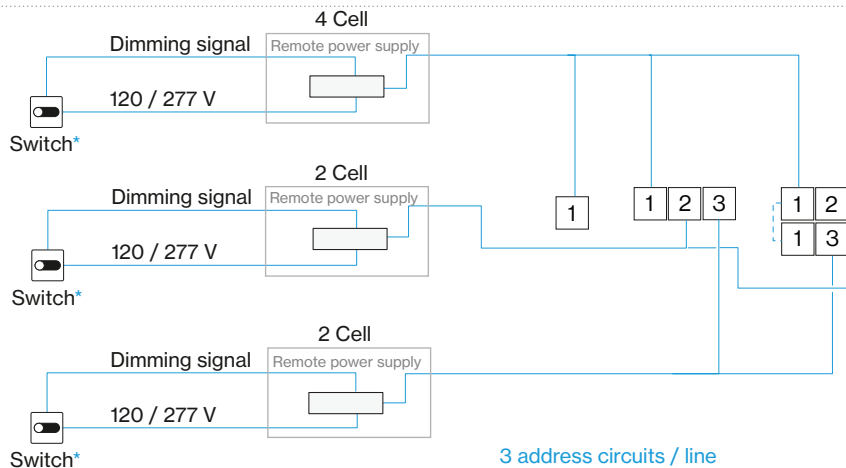 4 Cell
Dimming signal
Remote power supply
120 / 277 V
Switch*
2 Cell
Dimming signal
Remote power supply
120 / 277 V
Switch*
1
1 2 3
1 2
1 3
2 Cell
Dimming signal
Remote power supply
120 / 277 V
Switch*
3 address circuits / line